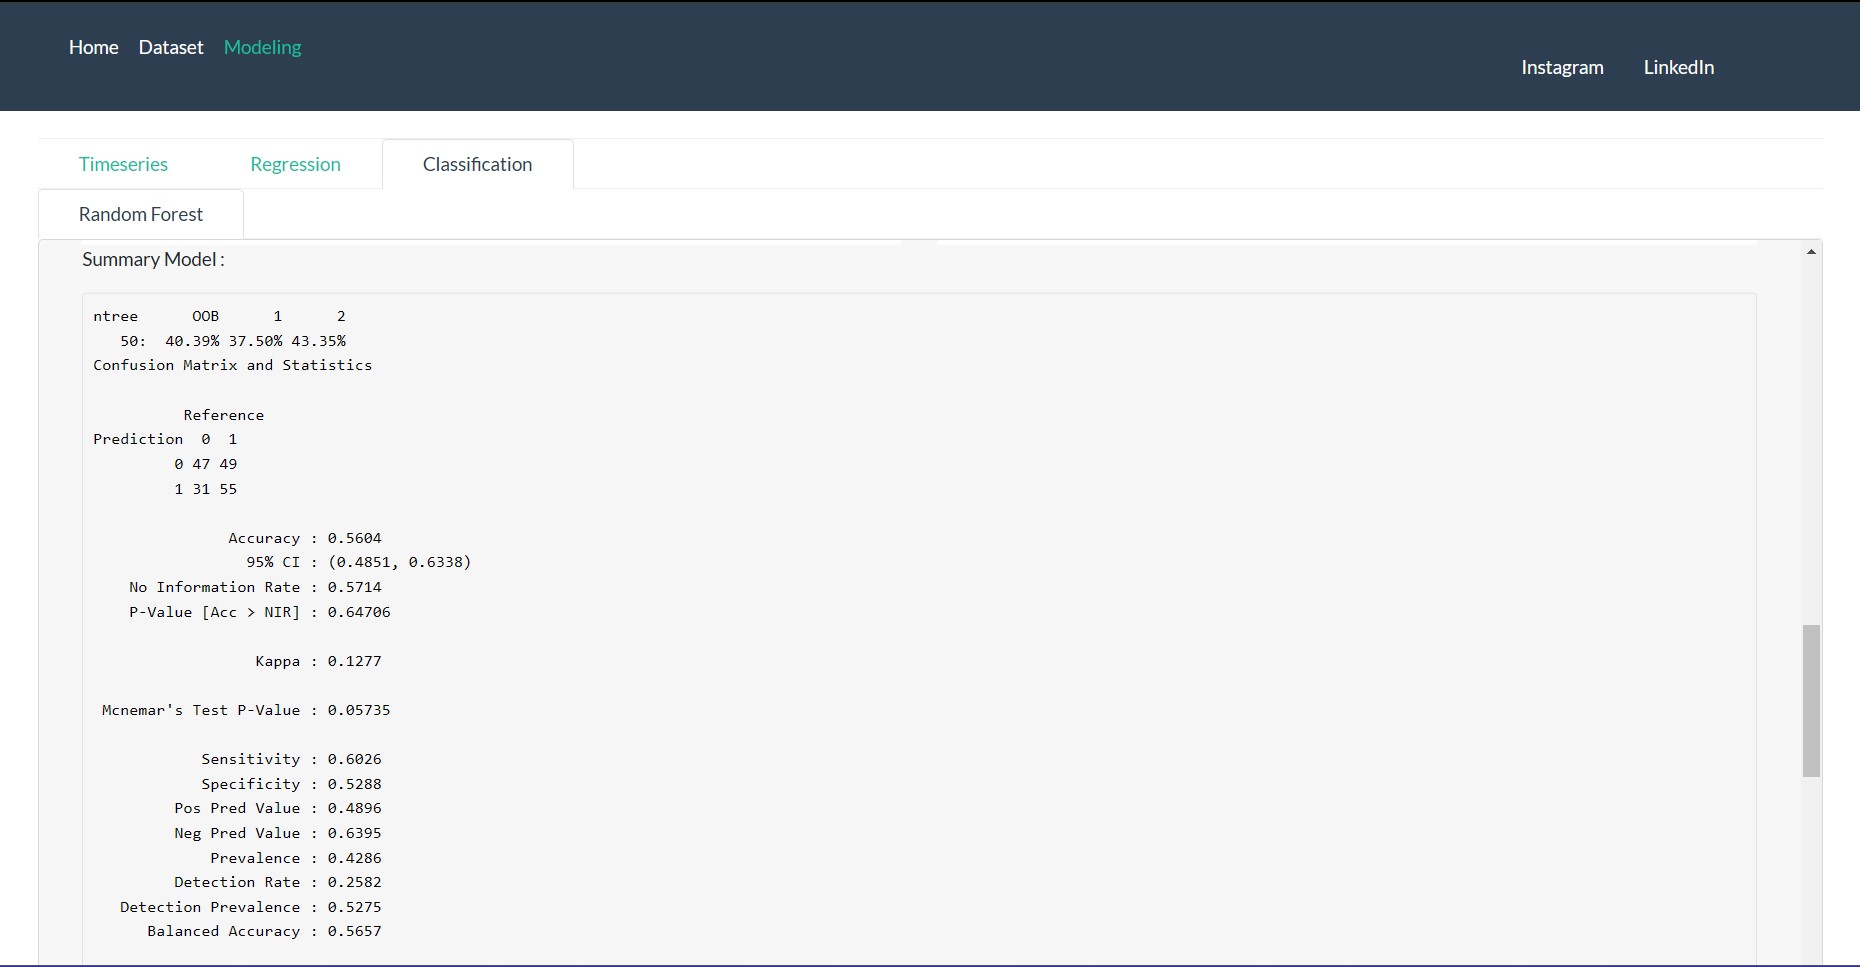 Home Dataset Modeling
Instagram LinkedIn
Timeseries Regression Classification
Random Forest
Summary Model :
ntree      OOB      1      2
   50:  40.39% 37.50% 43.35%
Confusion Matrix and Statistics
          Reference
Prediction  0  1
         0 47 49
         1 31 55
               Accuracy : 0.5604
                 95% CI : (0.4851, 0.6338)
    No Information Rate : 0.5714
    P-Value [Acc > NIR] : 0.64706
                  Kappa : 0.1277
 Mcnemar's Test P-Value : 0.05735
            Sensitivity : 0.6026
            Specificity : 0.5288
         Pos Pred Value : 0.4896
         Neg Pred Value : 0.6395
             Prevalence : 0.4286
         Detection Rate : 0.2582
   Detection Prevalence : 0.5275
      Balanced Accuracy : 0.5657